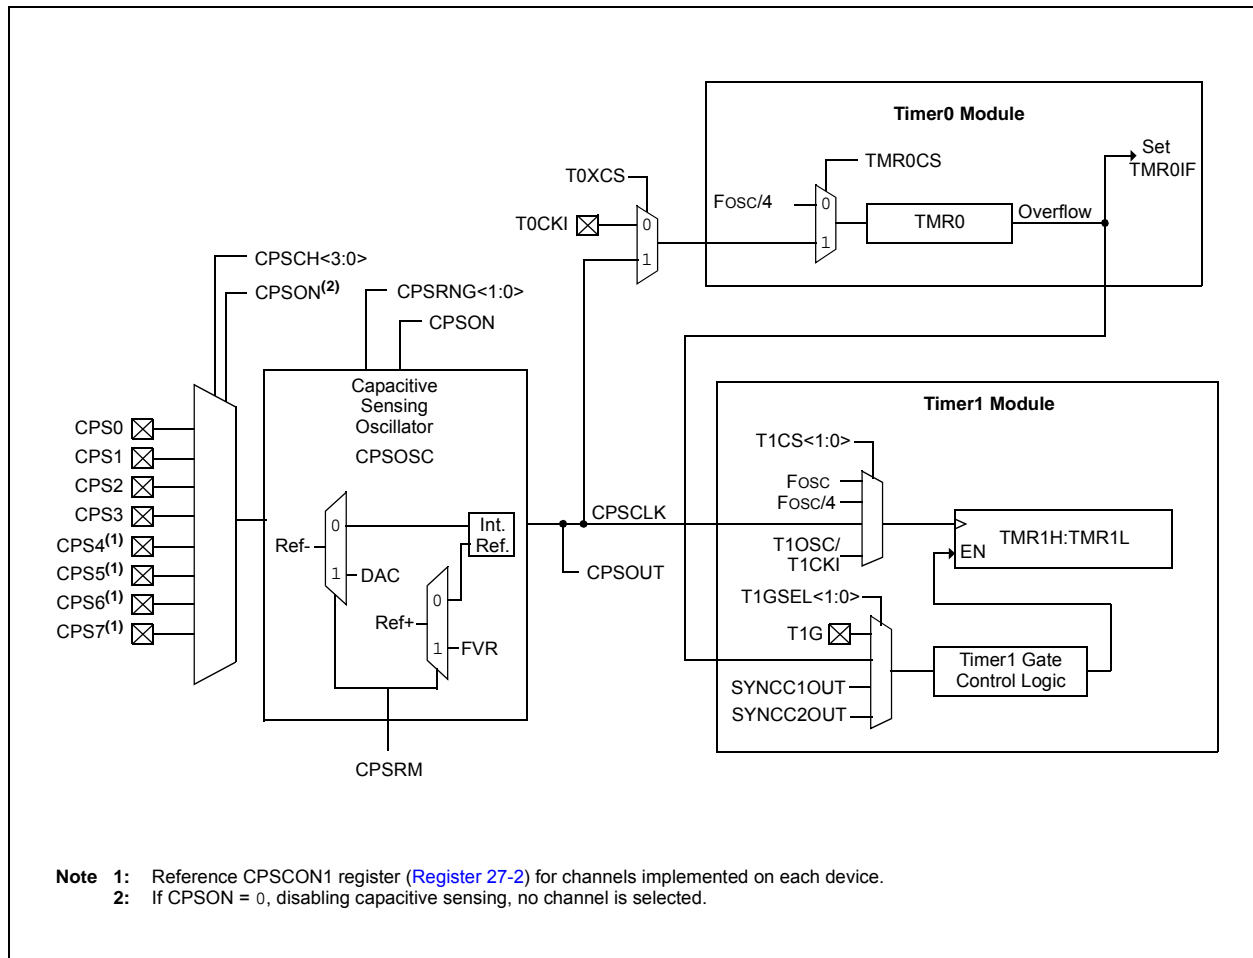 Timer0 Module
Set
TMR0IF
TMR0CS
T0XCS
FOSC/4
0
1
TMR0
Overflow
T0CKI
0
1
CPSCH<3:0>
CPSON(2)
CPSRNG<1:0>
CPSON
Capacitive
Sensing
Oscillator
CPSOSC
CPS0
CPS1
CPS2
CPS3
CPS4(1)
CPS5(1)
CPS6(1)
CPS7(1)
Ref-
0
1
DAC
Int.
Ref.
Ref+
0
1
FVR
CPSRM
CPSCLK
CPSOUT
Timer1 Module
T1CS<1:0>
FOSC
FOSC/4
T1OSC/
T1CKI
EN
TMR1H:TMR1L
T1GSEL<1:0>
T1G
SYNCC1OUT
SYNCC2OUT
Timer1 Gate
Control Logic
Note 1: Reference CPSCON1 register (Register 27-2) for channels implemented on each device.
2: If CPSON = 0, disabling capacitive sensing, no channel is selected.